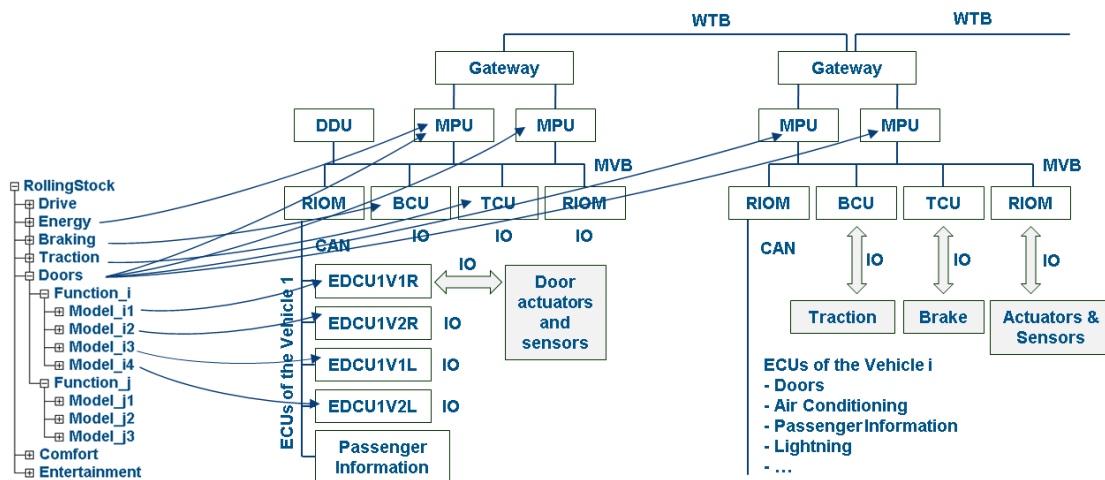 WTB
WTB
Gateway
Gateway
DDU
MPU
MPU
MPU
MPU
MVB
MVB
RollingStock
Drive
Energy
Braking
Traction
Doors
Function_i
Model_i1
Model_i2
Model_i3
Model_i4
Function_j
Model_j1
Model_j2
Model_j3
Comfort
Entertainment
RIOM
BCU
TCU
RIOM
IO
IO
IO
CAN
ECUs of the Vehicle 1
EDCU1V1R
IO
Door
actuators
and
sensors
EDCU1V2R
IO
EDCU1V1L
IO
EDCU1V2L
IO
Passenger
Information
RIOM
BCU
TCU
RIOM
CAN
IO
IO
IO
Traction
Brake
Actuators &
Sensors
ECUs of the Vehicle i
- Doors
- Air Conditioning
- Passenger Information
- Lightning
- ...